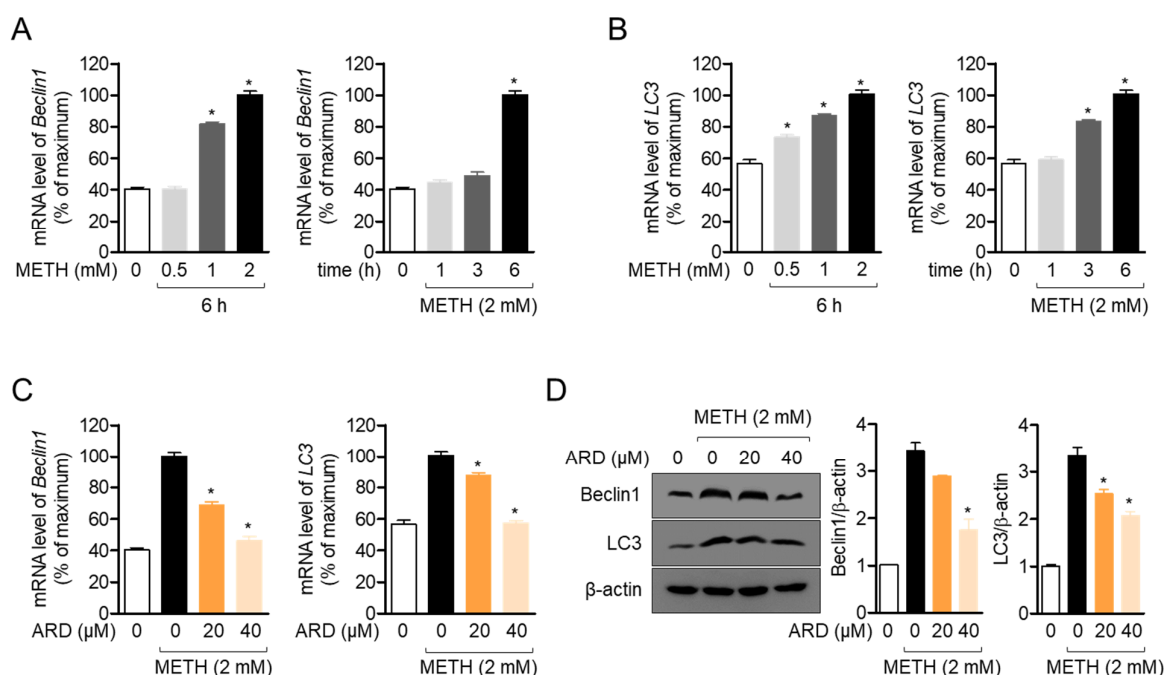 A
mRNA level of Beclin1
(% of maximum)
120
100
80
60
40
20
0
*
*
METH (mM) 0 0.5 1 2
6 h
mRNA level of Beclin1
(% of maximum)
120
100
80
60
40
20
0
*
time (h) 0 1 3 6
METH (2 mM)
B
mRNA level of LC3
(% of maximum)
120
100
80
60
40
20
0
*
*
*
METH (mM) 0 0.5 1 2
6 h
mRNA level of LC3
(% of maximum)
120
100
80
60
40
20
0
*
*
time (h) 0 1 3 6
METH (2 mM)
C
mRNA level of Beclin1
(% of maximum)
120
100
80
60
40
20
0
*
*
ARD (μM) 0 0 20 40
METH (2 mM)
mRNA level of LC3
(% of maximum)
120
100
80
60
40
20
0
*
*
ARD (μM) 0 0 20 40
METH (2 mM)
D
METH (2 mM)
ARD (μM) 0 0 20 40
Beclin1
LC3
β-actin
Beclin1/β-actin
4
3
2
1
0
*
ARD (μM) 0 0 20 40
METH (2 mM)
LC3/β-actin
4
3
2
1
0
*
*
0 0 20 40
METH (2 mM)